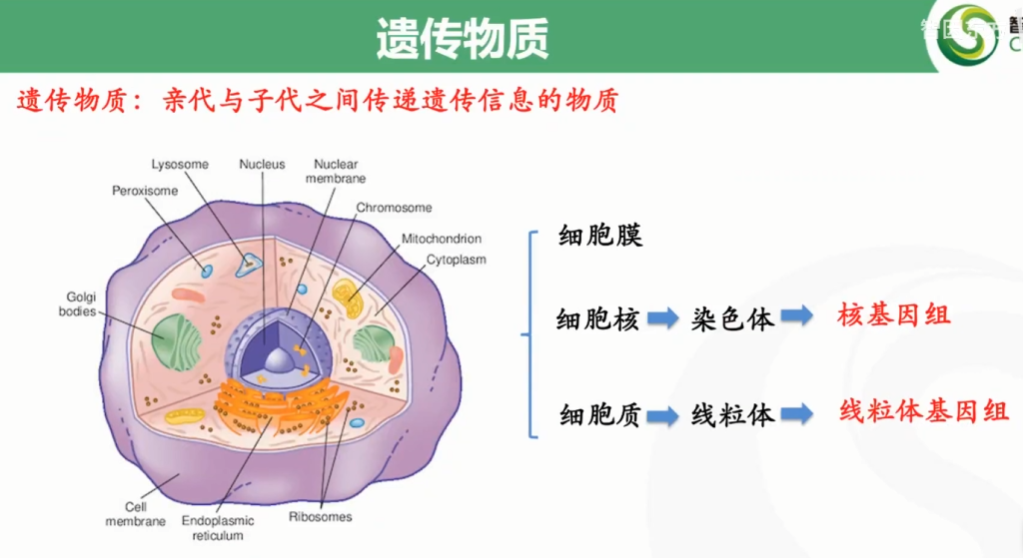 遗传物质
遗传物质：亲代与子代之间传递遗传信息的物质
Lysosome
Nucleus
Nuclear
membrane
Peroxisome
Chromosome
Mitochondrion
Cytoplasm
Golgi
bodies
细胞膜
细胞核 染色体 核基因组
细胞质 线粒体 线粒体基因组
Cell
membrane
Endoplasmic
reticulum
Ribosomes